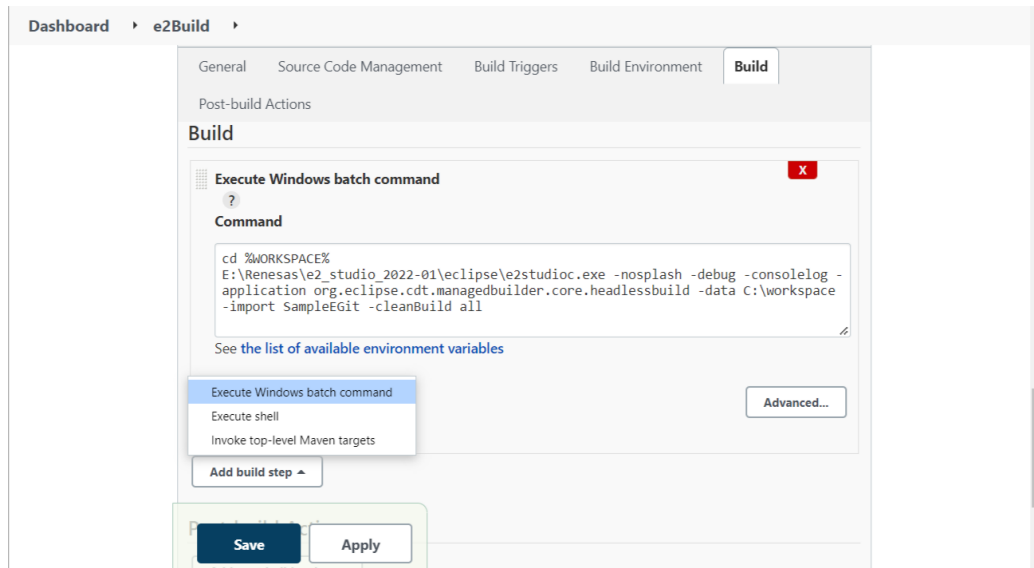 Dashboard
e2Build
General
Source Code Management
Build Triggers
Build Environment
Build
Post-build Actions
Build
Execute Windows batch command
X
?
Command
cd %WORKSPACE%
E:\Renesas\e2_studio_2022-01\eclipse\e2studioc.exe -nosplash -debug -consolelog -
application org.eclipse.cdt.managedbuilder.core.headlessbuild -data C:\workspace
-import SampleEGit -cleanBuild all
See the list of available environment variables
Execute Windows batch command
Execute shell
Invoke top-level Maven targets
Advanced...
Add build step
Save
Apply